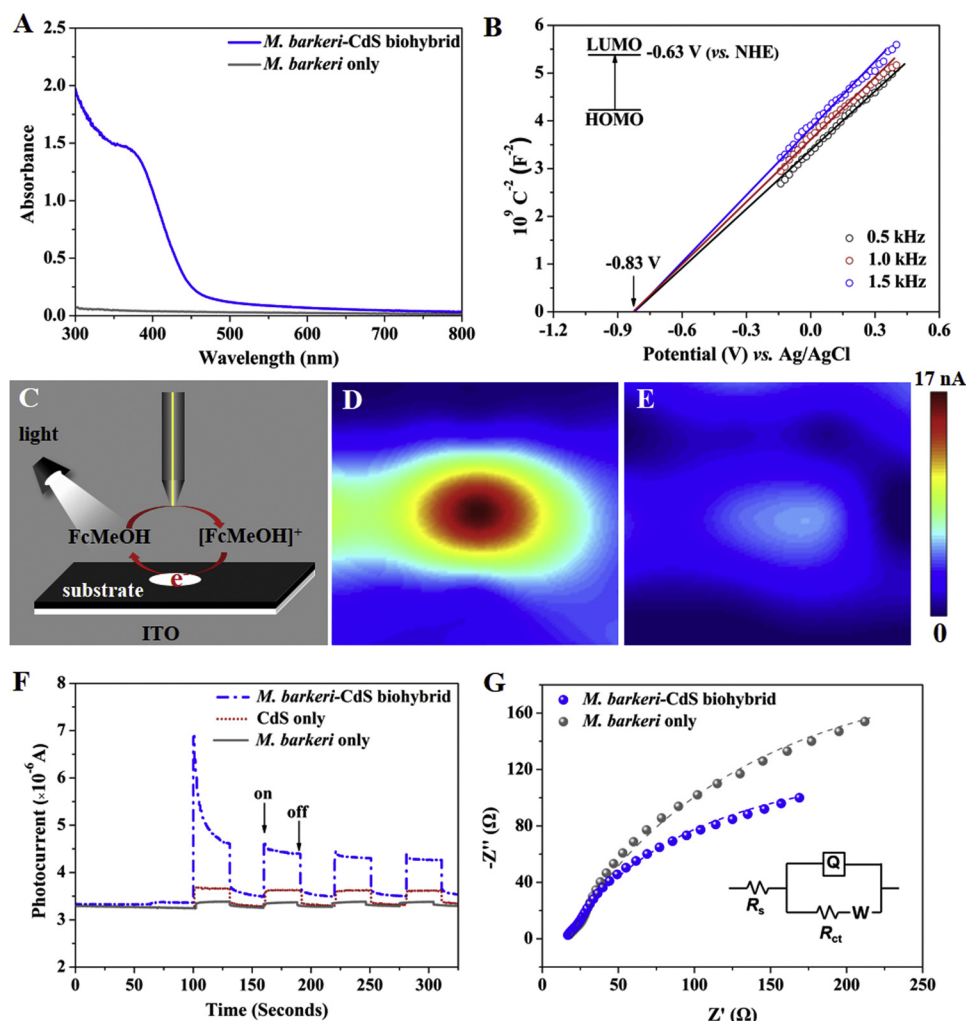 A
M. barkeri-CdS biohybrid
M. barkeri only
Absorbance
2.5
2.0
1.5
1.0
0.5
0.0
300 400 500 600 700 800
Wavelength (nm)
B
LUMO
-0.63 V (vs. NHE)
HOMO
10⁹ C⁻² (F⁻²)
6
5
4
3
2
1
0
-0.83 V
0.5 kHz
1.0 kHz
1.5 kHz
-1.2 -0.9 -0.6 -0.3 0.0 0.3 0.6
Potential (V) vs. Ag/AgCl
C
light
FcMeOH
[FcMeOH]⁺
e⁻
substrate
ITO
D
E
17 nA
0
F
M. barkeri-CdS biohybrid
CdS only
M. barkeri only
Photocurrent (×10⁻⁶ A)
8
7
6
5
4
3
2
on
off
0 50 100 150 200 250 300
Time (Seconds)
G
M. barkeri-CdS biohybrid
M. barkeri only
-Z'' (Ω)
160
120
80
40
0
Q
Rs
W
Rct
0 50 100 150 200 250
Z' (Ω)